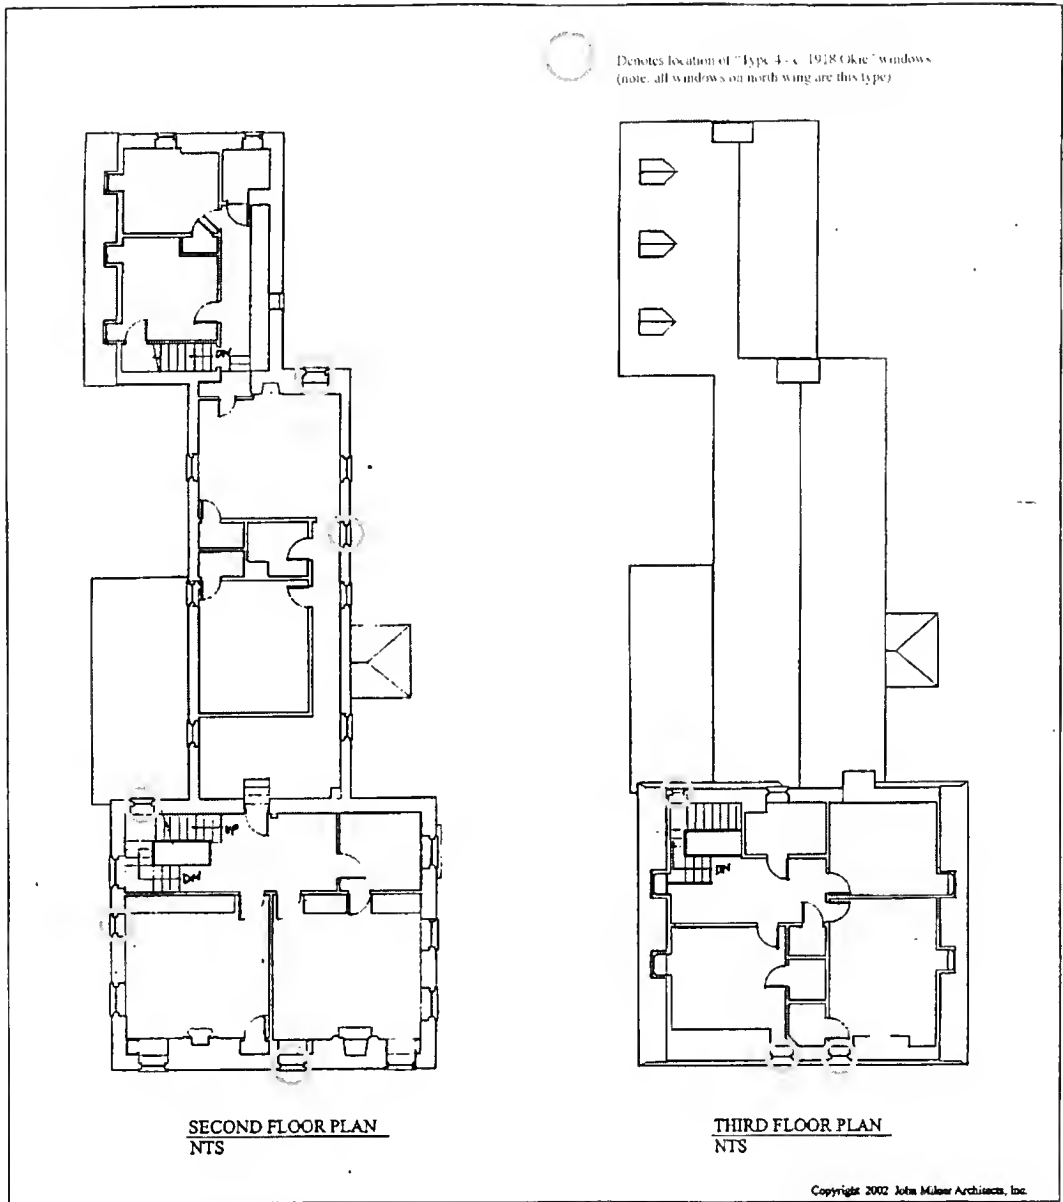 Denotes location of "Type 4 - c. 1918 Okie" windows
(note: all windows on north wing are this type)
DN
UP
DN
DN
SECOND FLOOR PLAN
NTS
THIRD FLOOR PLAN
NTS
Copyright 2002 John Milner Architects, Inc.